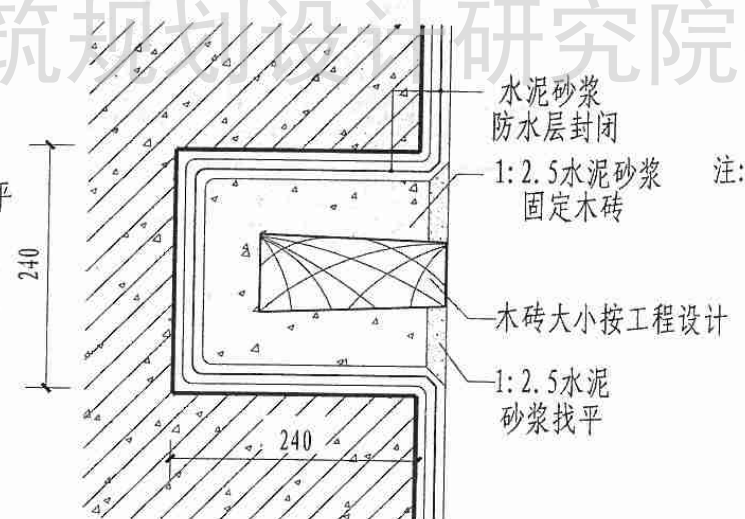 筑规划设计研究院
水泥砂浆
防水层封闭
1:2.5水泥砂浆
固定木砖
注:
平
240
木砖大小按工程设计
1:2.5水泥
砂浆找平
240